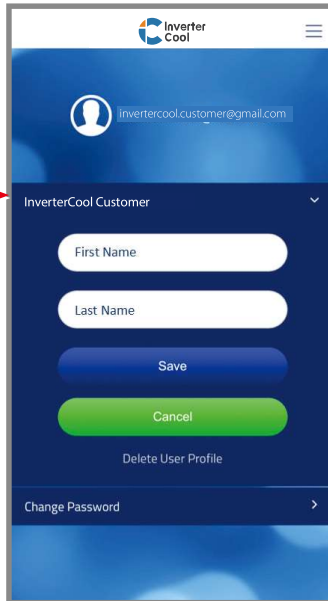 Inverter
Cool
invertercool.customer@gmail.com
InverterCool Customer
First Name
Last Name
Save
Cancel
Delete User Profile
Change Password